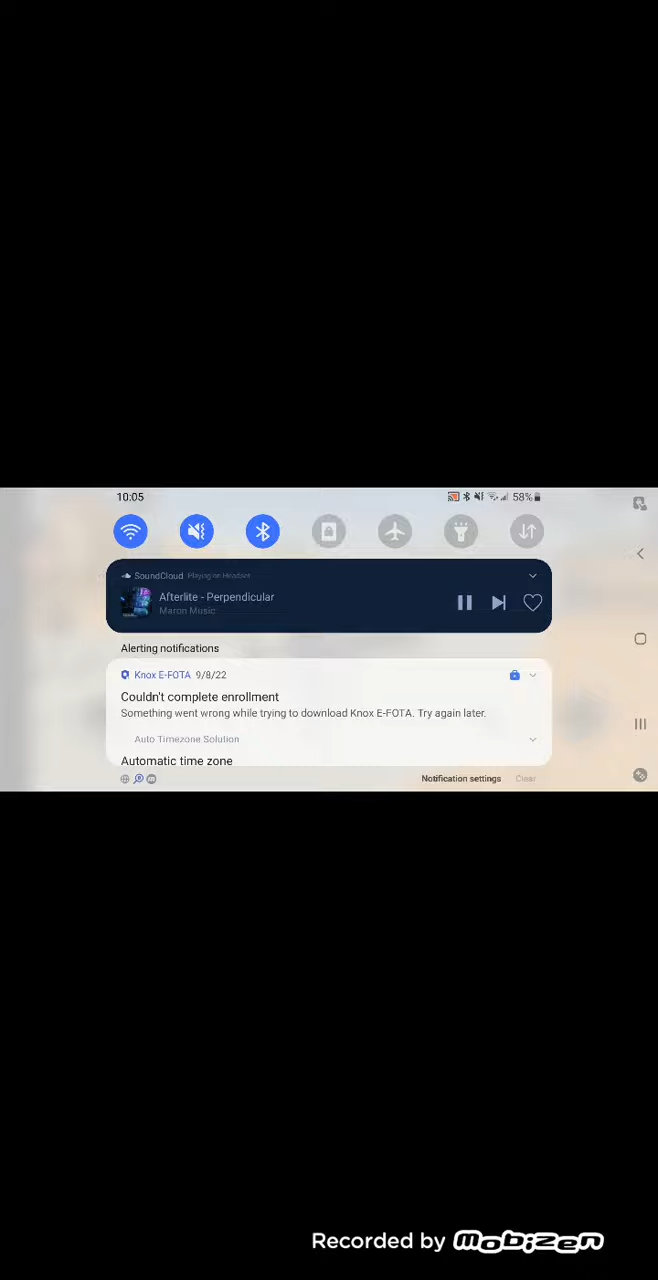 10:05
58%
SoundCloud Playing on Headset
Afterlite - Perpendicular
Maron Music
Alerting notifications
Knox E-FOTA 9/8/22
Couldn't complete enrollment
Something went wrong while trying to download Knox E-FOTA. Try again later.
Auto Timezone Solution
Automatic time zone
Notification settings Clear
Recorded by mobizen